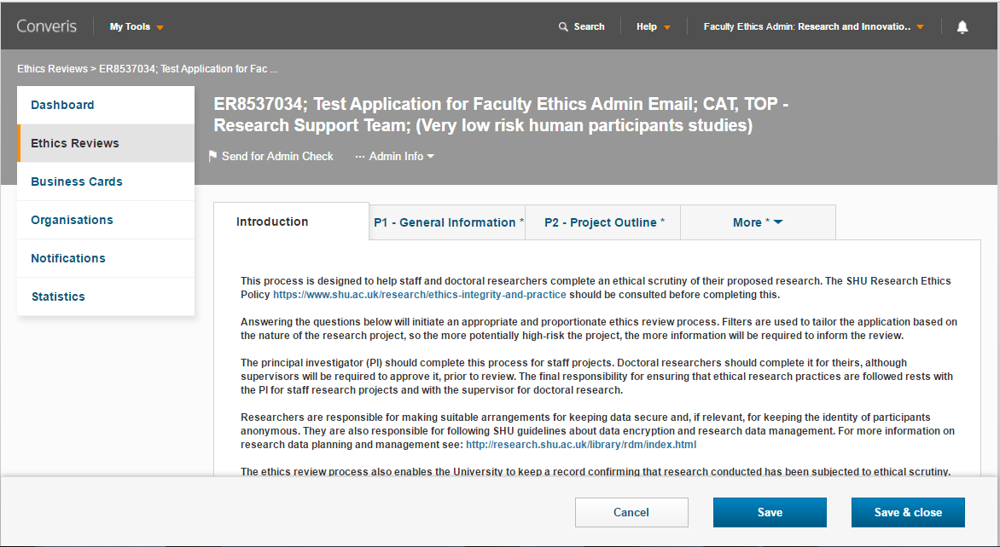 Converis
My Tools
Search
Help
Faculty Ethics Admin: Research and Innovatio..
Ethics Reviews > ER8537034; Test Application for Fac ...
Dashboard
Ethics Reviews
Business Cards
Organisations
Notifications
Statistics
ER8537034; Test Application for Faculty Ethics Admin Email; CAT, TOP -
Research Support Team; (Very low risk human participants studies)
Send for Admin Check
··· Admin Info
Introduction
P1 - General Information *
P2 - Project Outline *
More *
This process is designed to help staff and doctoral researchers complete an ethical scrutiny of their proposed research. The SHU Research Ethics
Policy https://www.shu.ac.uk/research/ethics-integrity-and-practice should be consulted before completing this.
Answering the questions below will initiate an appropriate and proportionate ethics review process. Filters are used to tailor the application based on
the nature of the research project, so the more potentially high-risk the project, the more information will be required to inform the review.
The principal investigator (PI) should complete this process for staff projects. Doctoral researchers should complete it for theirs, although
supervisors will be required to approve it, prior to review. The final responsibility for ensuring that ethical research practices are followed rests with
the PI for staff research projects and with the supervisor for doctoral research.
Researchers are responsible for making suitable arrangements for keeping data secure and, if relevant, for keeping the identity of participants
anonymous. They are also responsible for following SHU guidelines about data encryption and research data management. For more information on
research data planning and management see: http://research.shu.ac.uk/library/rdm/index.html
The ethics review process also enables the University to keep a record confirming that research conducted has been subjected to ethical scrutiny.
Cancel
Save
Save & close